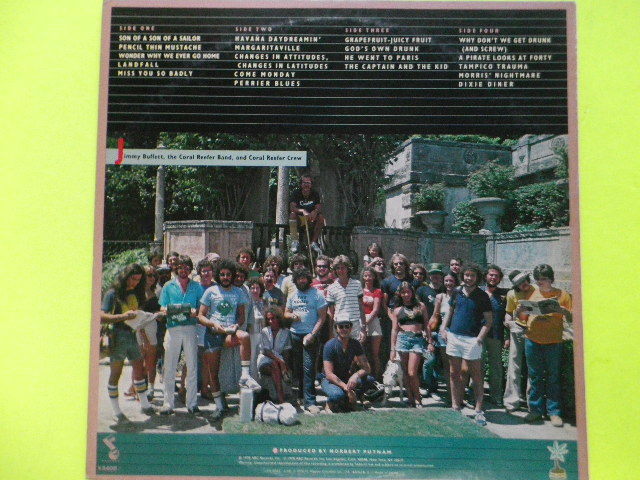 SIDE ONE
SON OF A SON OF A SAILOR
PENCIL THIN MUSTACHE
WONDER WHY WE EVER GO HOME
LANDFALL
MISS YOU SO BADLY
SIDE TWO
HAVANA DAYDREAMIN'
MARGARITAVILLE
CHANGES IN ATTITUDES,
CHANGES IN LATITUDES
COME MONDAY
PERRIER BLUES
SIDE THREE
GRAPEFRUIT-JUICY FRUIT
GOD'S OWN DRUNK
HE WENT TO PARIS
THE CAPTAIN AND THE KID
SIDE FOUR
WHY DON'T WE GET DRUNK
(AND SCREW)
A PIRATE LOOKS AT FORTY
TAMPICO TRAUMA
MORRIS' NIGHTMARE
DIXIE DINER
Jimmy Buffett, the Coral Reefer Band, and Coral Reefer Crew
PRODUCED BY NORBERT PUTNAM